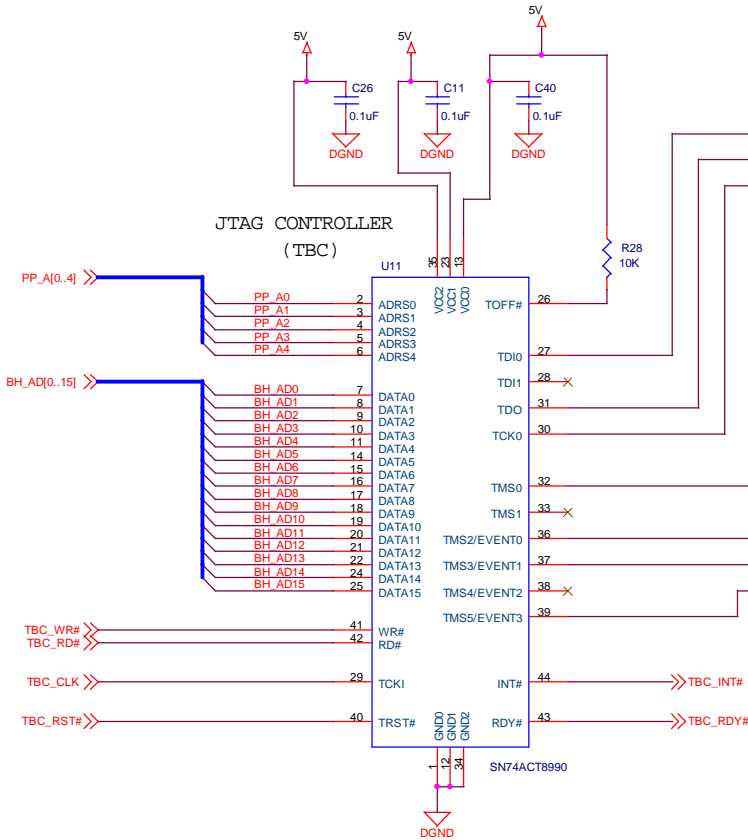 5V
5V
5V
C26
C11
C40
0.1uF
0.1uF
0.1uF
DGND
DGND
DGND
JTAG CONTROLLER
(TBC)
R28
10K
U11
35
23
13
VCC2
VCC1
VCC0
PP_A[0..4]
PP_A0 2 ADRS0
PP_A1 3 ADRS1
PP_A2 4 ADRS2
PP_A3 5 ADRS3
PP_A4 6 ADRS4
TOFF# 26
TDI0 27
TDI1 28
TDO 31
TCK0 30
BH_AD[0..15]
BH_AD0 7 DATA0
BH_AD1 8 DATA1
BH_AD2 9 DATA2
BH_AD3 10 DATA3
BH_AD4 11 DATA4
BH_AD5 14 DATA5
BH_AD6 15 DATA6
BH_AD7 16 DATA7
BH_AD8 17 DATA8
BH_AD9 18 DATA9
BH_AD10 19 DATA10
BH_AD11 20 DATA11
BH_AD12 21 DATA12
BH_AD13 22 DATA13
BH_AD14 24 DATA14
BH_AD15 25 DATA15
TMS0 32
TMS1 33
TMS2/EVENT0 36
TMS3/EVENT1 37
TMS4/EVENT2 38
TMS5/EVENT3 39
TBC_WR# 41 WR#
TBC_RD# 42 RD#
TBC_CLK 29 TCKI
INT# 44 TBC_INT#
TBC_RST# 40 TRST#
RDY# 43 TBC_RDY#
GND0
GND1
GND2
1
12
34
SN74ACT8990
DGND